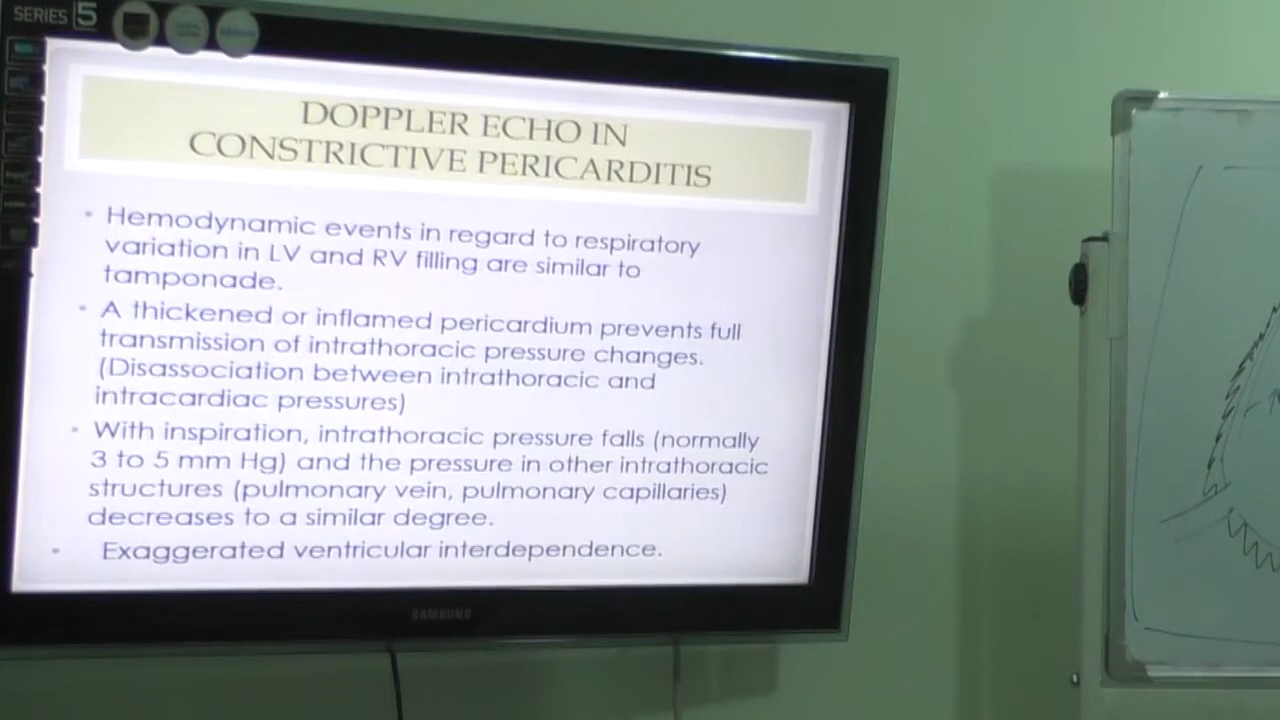 SERIES 5
DOPPLER ECHO IN
CONSTRICTIVE PERICARDITIS
• Hemodynamic events in regard to respiratory
variation in LV and RV filling are similar to
tamponade.
• A thickened or inflamed pericardium prevents full
transmission of intrathoracic pressure changes.
(Disassociation between intrathoracic and
intracardiac pressures)
• With inspiration, intrathoracic pressure falls (normally
3 to 5 mm Hg) and the pressure in other intrathoracic
structures (pulmonary vein, pulmonary capillaries)
decreases to a similar degree.
• Exaggerated ventricular interdependence.
SAMSUNG